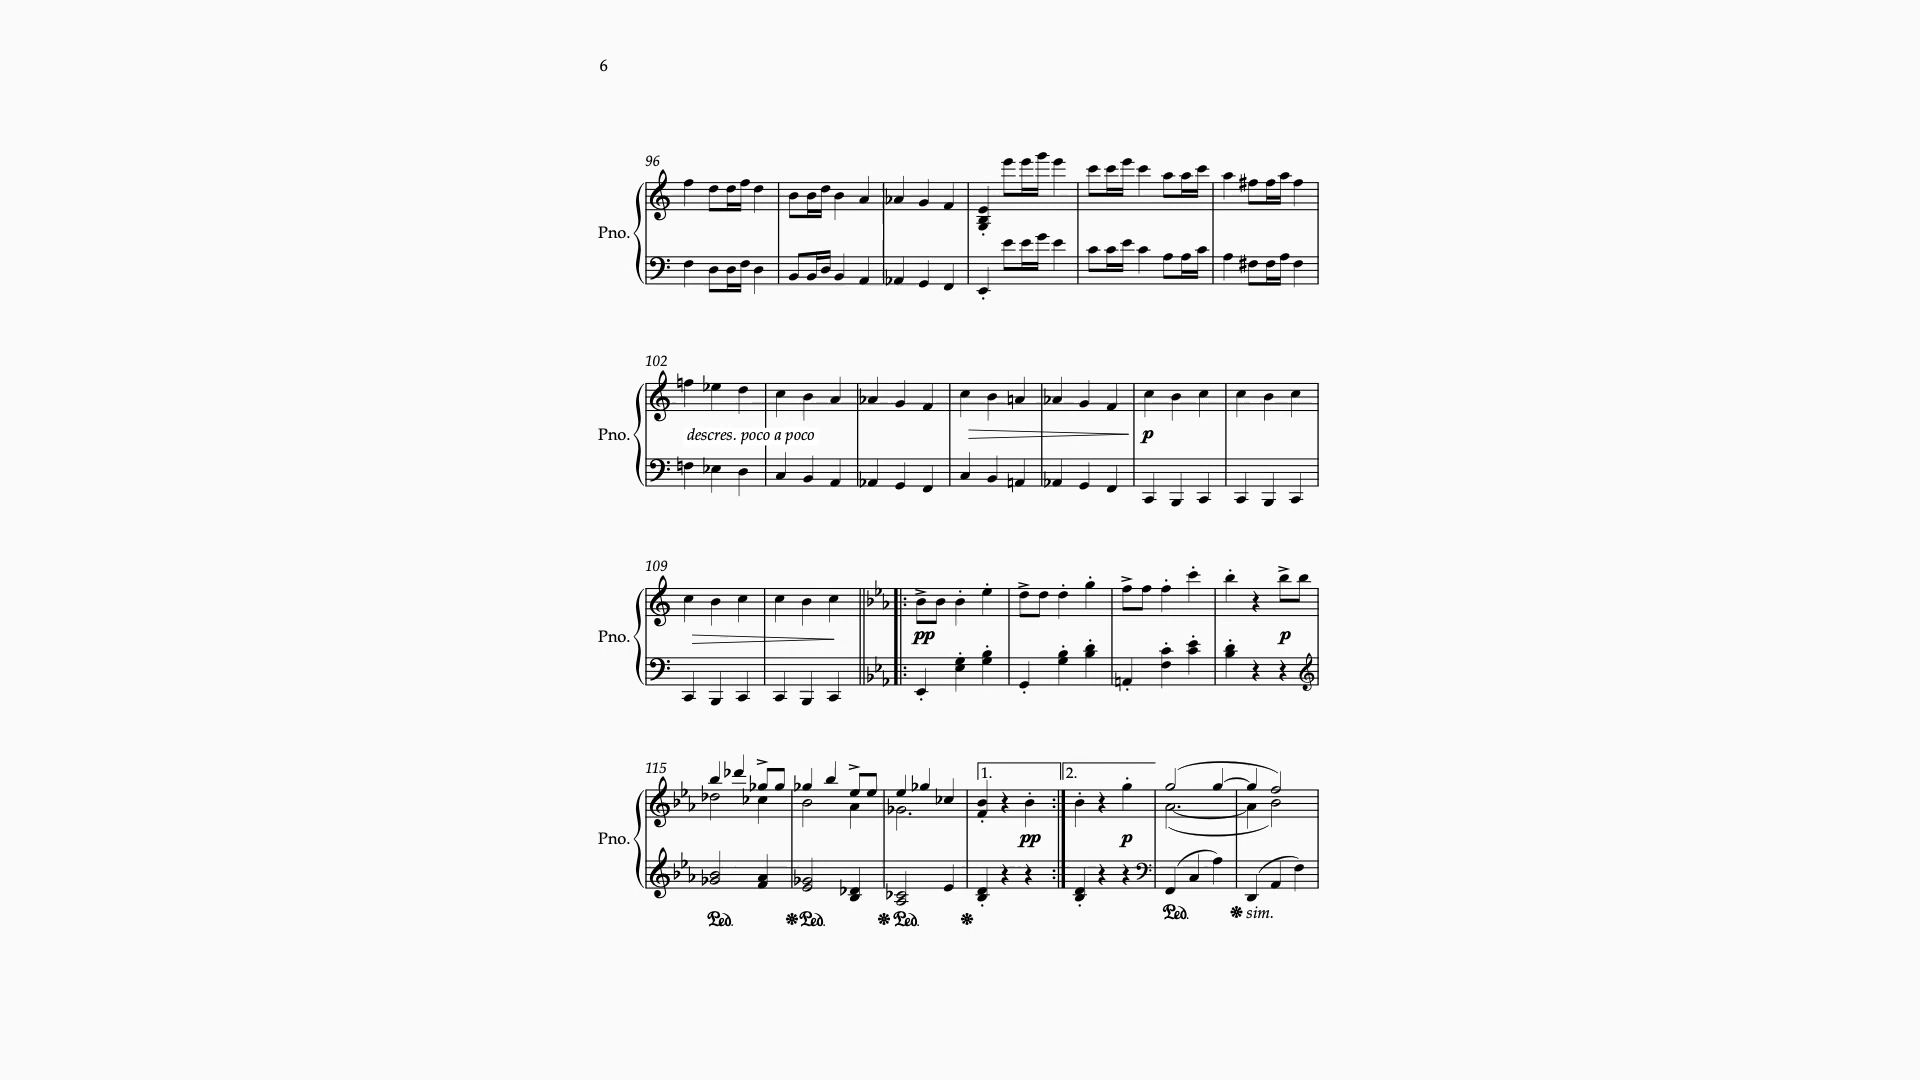 6
96
Pno.
102
Pno.
descres. poco a poco
p
109
Pno.
pp
p
115
1.
2.
Pno.
pp
p
Ped.
Ped.
Ped.
Ped.
sim.